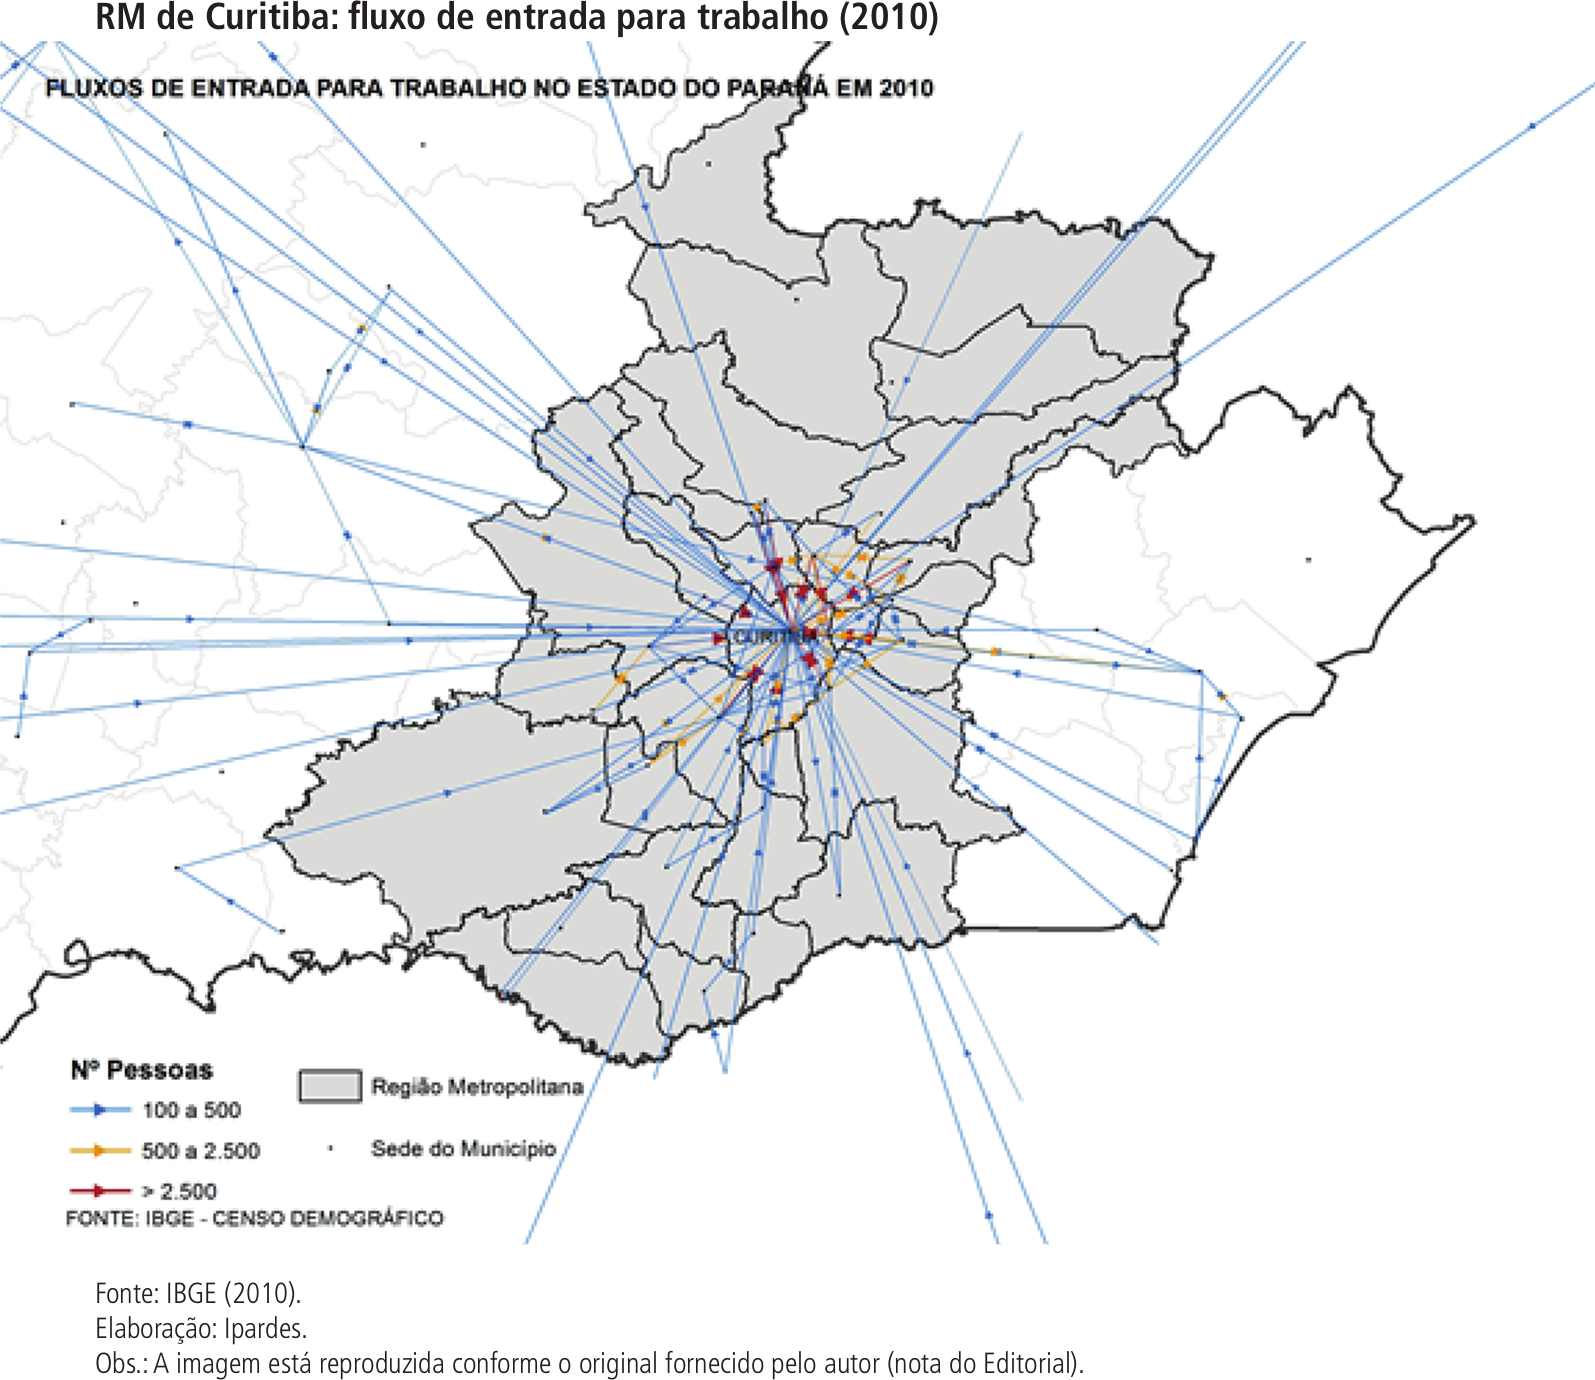 RM de Curitiba: fluxo de entrada para trabalho (2010)
FLUXOS DE ENTRADA PARA TRABALHO NO ESTADO DO PARANÁ EM 2010
CURITIBA
Nº Pessoas
100 a 500
500 a 2.500
> 2.500
Região Metropolitana
Sede do Município
FONTE: IBGE - CENSO DEMOGRÁFICO
Fonte: IBGE (2010).
Elaboração: Ipardes.
Obs.: A imagem está reproduzida conforme o original fornecido pelo autor (nota do Editorial).